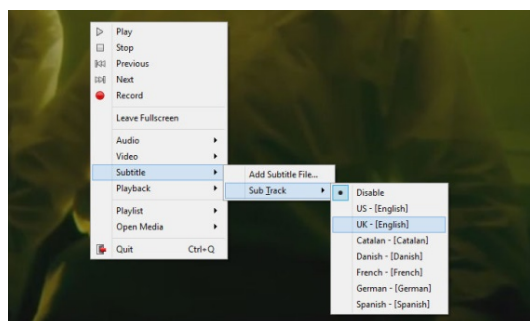 Play
Stop
Previous
Next
Record
Leave Fullscreen
Audio
Video
Subtitle
Playback
Playlist
Open Media
Quit Ctrl+Q
Add Subtitle File...
Sub Track
Disable
US - [English]
UK - [English]
Catalan - [Catalan]
Danish - [Danish]
French - [French]
German - [German]
Spanish - [Spanish]